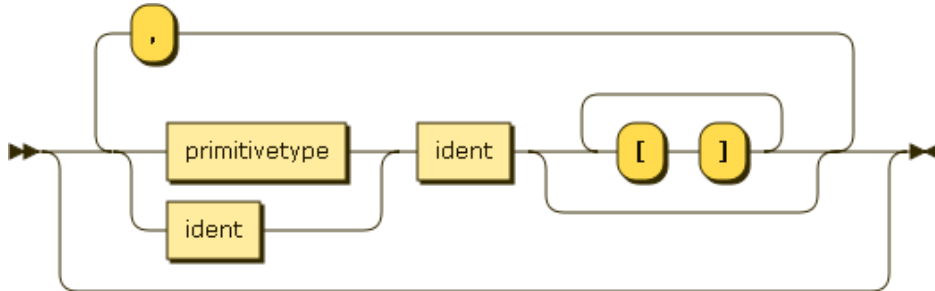 ,
primitivetype ident [ ]
ident